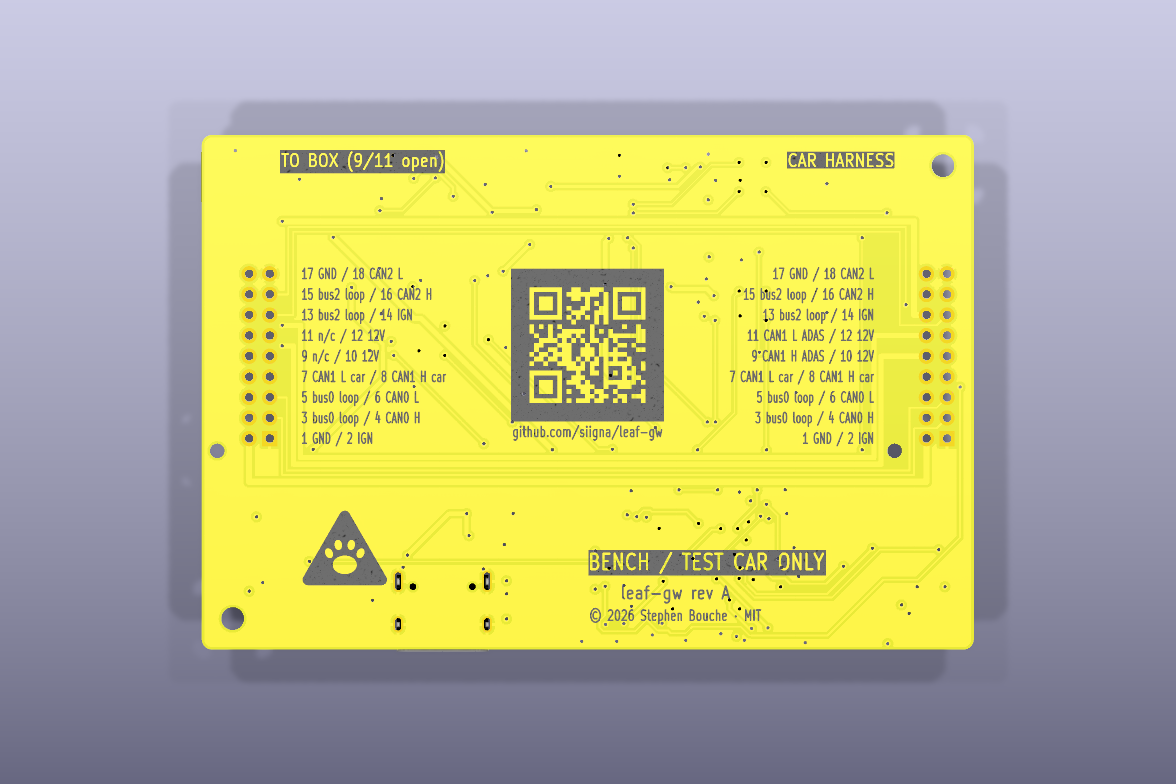 TO BOX (9/11 open)
CAR HARNESS
17 GND / 18 CAN2 L
15 bus2 loop / 16 CAN2 H
13 bus2 loop / 14 IGN
11 n/c / 12 12V
9 n/c / 10 12V
7 CAN1 L car / 8 CAN1 H car
5 bus0 loop / 6 CAN0 L
3 bus0 loop / 4 CAN0 H
1 GND / 2 IGN
github.com/siigna/leaf-gw
17 GND / 18 CAN2 L
15 bus2 loop / 16 CAN2 H
13 bus2 loop / 14 IGN
11 CAN1 L ADAS / 12 12V
9 CAN1 H ADAS / 10 12V
7 CAN1 L car / 8 CAN1 H car
5 bus0 loop / 6 CAN0 L
3 bus0 loop / 4 CAN0 H
1 GND / 2 IGN
BENCH / TEST CAR ONLY
leaf-gw rev A
© 2026 Stephen Bouche · MIT